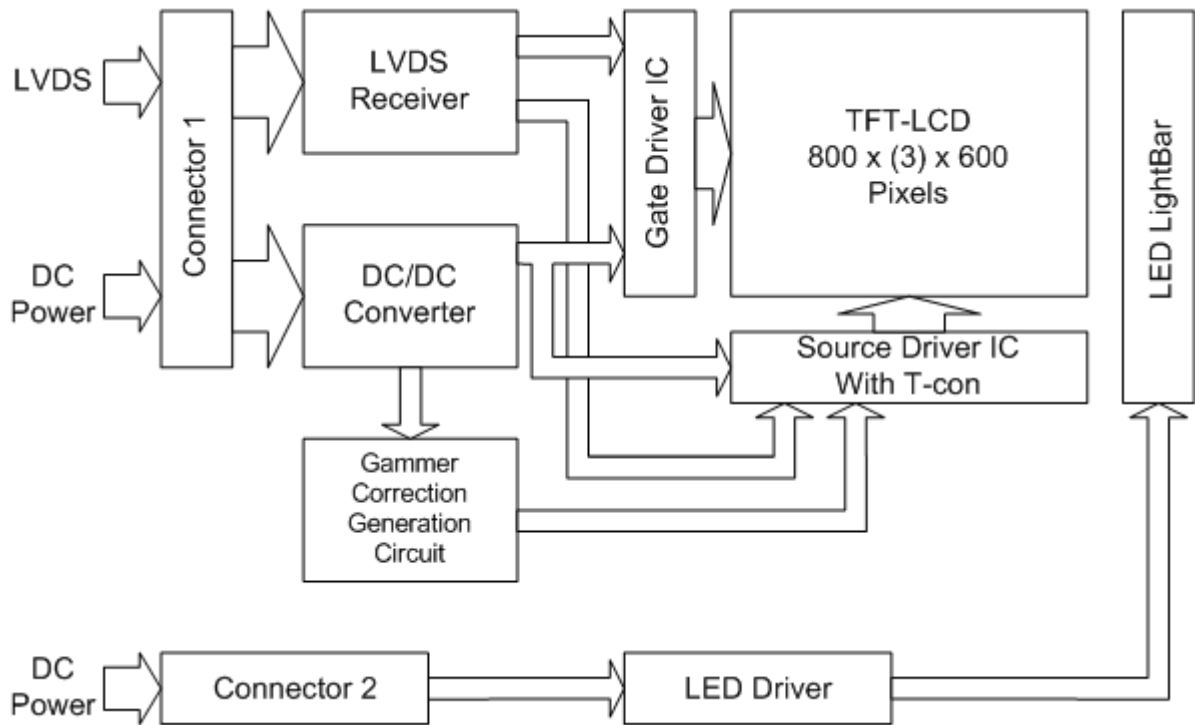 LVDS
DC
Power
Connector 1
LVDS
Receiver
DC/DC
Converter
Gammer
Correction
Generation
Circuit
Gate Driver IC
TFT-LCD
800 x (3) x 600
Pixels
Source Driver IC
With T-con
LED LightBar
DC
Power
Connector 2
LED Driver